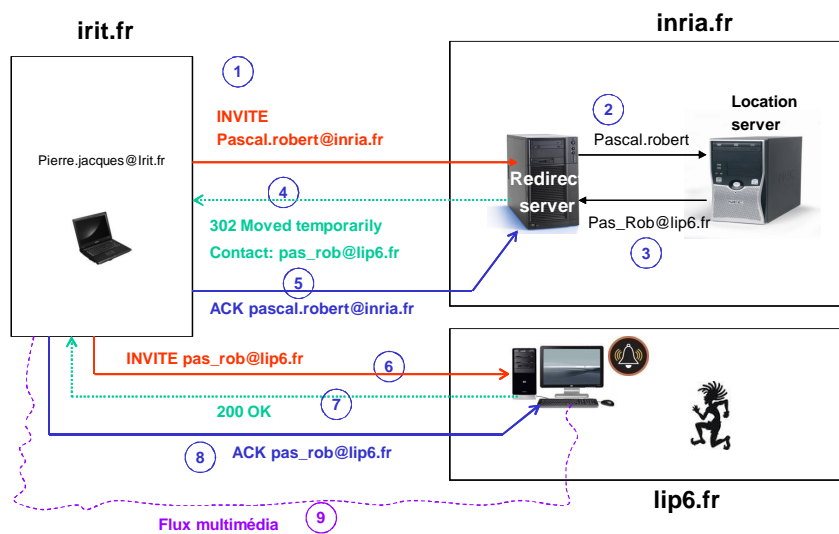 irit.fr
inria.fr
1
INVITE
Pascal.robert@inria.fr
2
Location
server
Pascal.robert
Pierre.jacques@Irit.fr
Redirect
server
4
302 Moved temporarily
Contact: pas_rob@lip6.fr
Pas_Rob@lip6.fr
3
5
ACK pascal.robert@inria.fr
INVITE pas_rob@lip6.fr
6
7
200 OK
8
ACK pas_rob@lip6.fr
lip6.fr
Flux multimédia
9